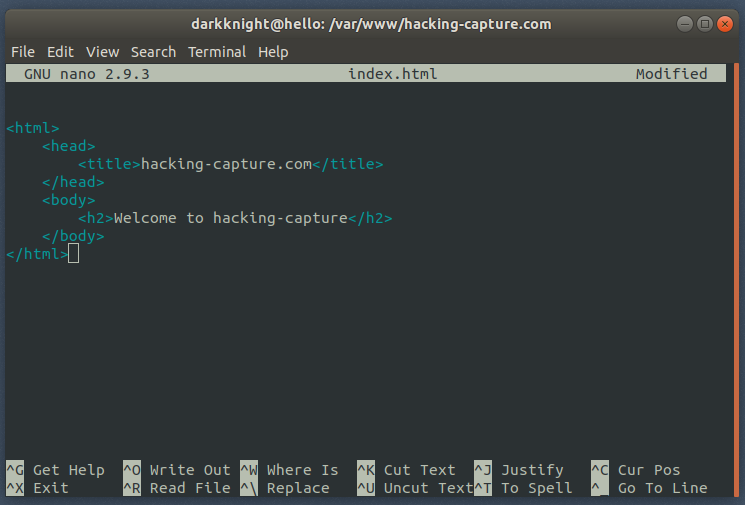 darkknight@hello: /var/www/hacking-capture.com
File Edit View Search Terminal Help
GNU nano 2.9.3 index.html Modified
<html>
<head>
<title>hacking-capture.com</title>
</head>
<body>
<h2>Welcome to hacking-capture</h2>
</body>
</html>
^G Get Help ^O Write Out ^W Where Is ^K Cut Text ^J Justify ^C Cur Pos
^X Exit ^R Read File ^\ Replace ^U Uncut Text ^T To Spell ^_ Go To Line